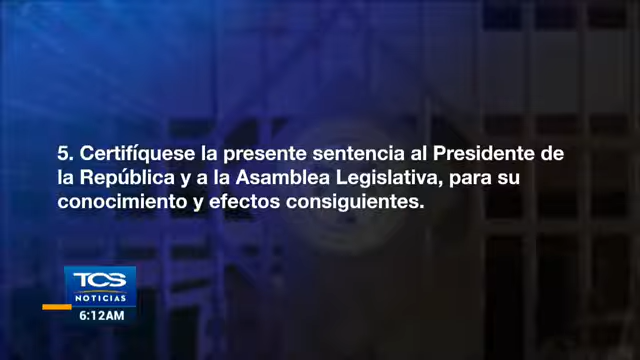 5. Certifíquese la presente sentencia al Presidente de
la República y a la Asamblea Legislativa, para su
conocimiento y efectos consiguientes.
TCS
NOTICIAS
6:12AM